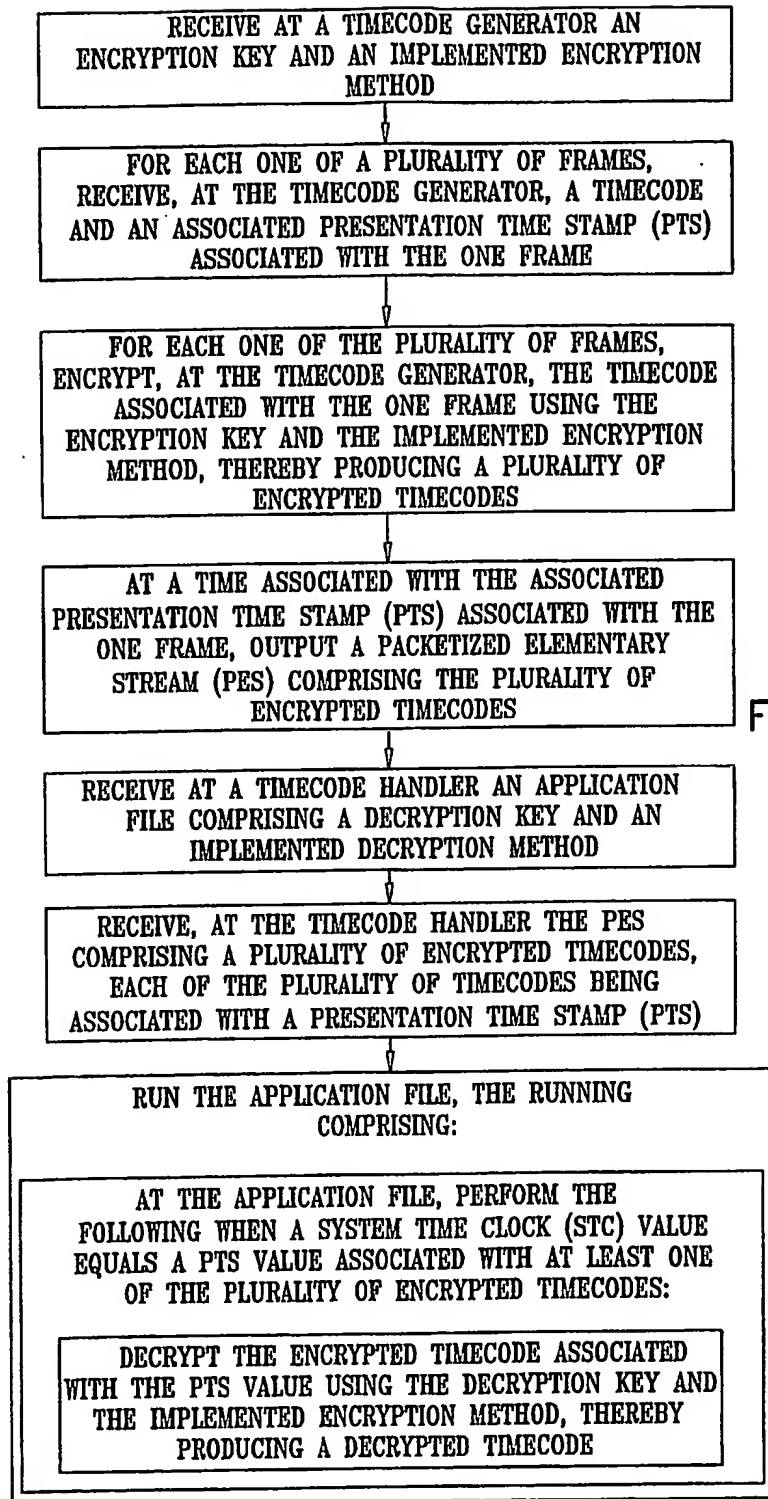 RECEIVE AT A TIMECODE GENERATOR AN
ENCRYPTION KEY AND AN IMPLEMENTED ENCRYPTION
METHOD
FOR EACH ONE OF A PLURALITY OF FRAMES,
RECEIVE, AT THE TIMECODE GENERATOR, A TIMECODE
AND AN ASSOCIATED PRESENTATION TIME STAMP (PTS)
ASSOCIATED WITH THE ONE FRAME
FOR EACH ONE OF THE PLURALITY OF FRAMES,
ENCRYPT, AT THE TIMECODE GENERATOR, THE TIMECODE
ASSOCIATED WITH THE ONE FRAME USING THE
ENCRYPTION KEY AND THE IMPLEMENTED ENCRYPTION
METHOD, THEREBY PRODUCING A PLURALITY OF
ENCRYPTED TIMECODES
AT A TIME ASSOCIATED WITH THE ASSOCIATED
PRESENTATION TIME STAMP (PTS) ASSOCIATED WITH THE
ONE FRAME, OUTPUT A PACKETIZED ELEMENTARY
STREAM (PES) COMPRISING THE PLURALITY OF
ENCRYPTED TIMECODES
F
RECEIVE AT A TIMECODE HANDLER AN APPLICATION
FILE COMPRISING A DECRYPTION KEY AND AN
IMPLEMENTED DECRYPTION METHOD
RECEIVE, AT THE TIMECODE HANDLER THE PES
COMPRISING A PLURALITY OF ENCRYPTED TIMECODES,
EACH OF THE PLURALITY OF TIMECODES BEING
ASSOCIATED WITH A PRESENTATION TIME STAMP (PTS)
RUN THE APPLICATION FILE, THE RUNNING
COMPRISING:
AT THE APPLICATION FILE, PERFORM THE
FOLLOWING WHEN A SYSTEM TIME CLOCK (STC) VALUE
EQUALS A PTS VALUE ASSOCIATED WITH AT LEAST ONE
OF THE PLURALITY OF ENCRYPTED TIMECODES:
DECRYPT THE ENCRYPTED TIMECODE ASSOCIATED
WITH THE PTS VALUE USING THE DECRYPTION KEY AND
THE IMPLEMENTED ENCRYPTION METHOD, THEREBY
PRODUCING A DECRYPTED TIMECODE